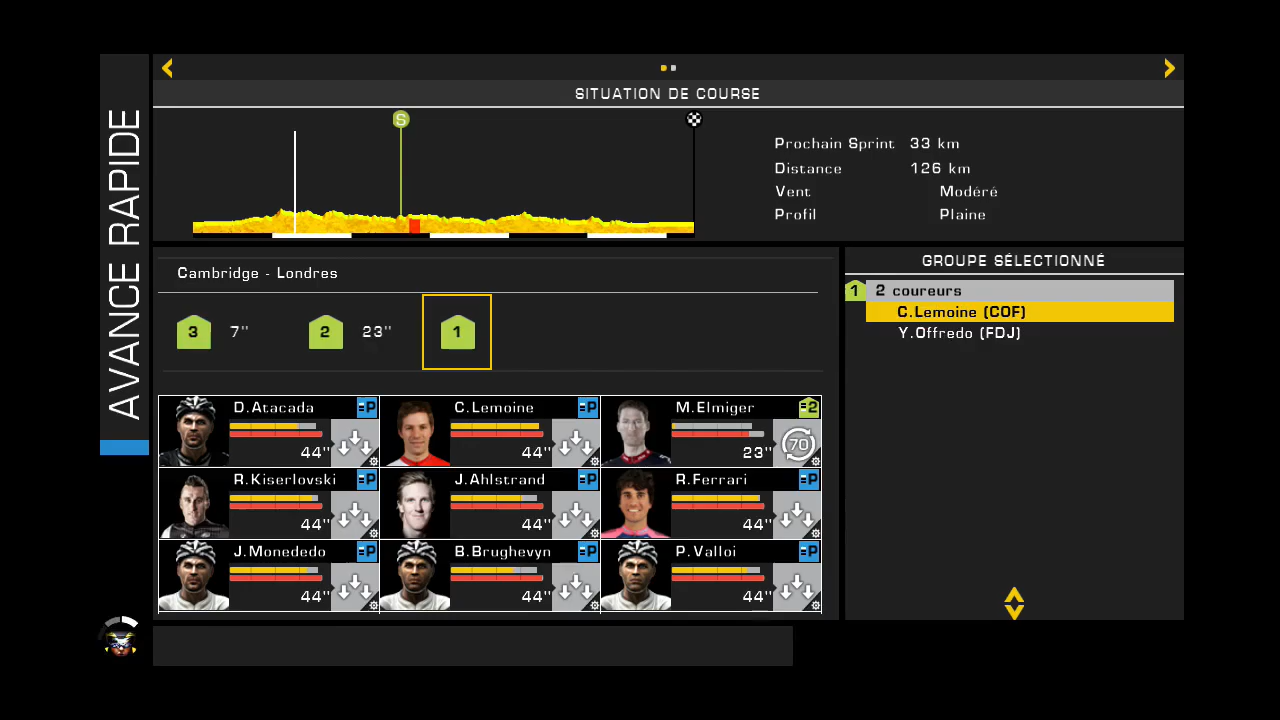 AVANCE RAPIDE
SITUATION DE COURSE
S
Prochain Sprint 33 km
Distance 126 km
Vent Modéré
Profil Plaine
Cambridge - Londres
3 7'' 2 23'' 1
GROUPE SÉLECTIONNÉ
1 2 coureurs
C.Lemoine (COF)
Y.Offredo (FDJ)
D.Atacada P
44''
C.Lemoine P
44''
M.Elmiger 2
23'' 70
R.Kiserlovski P
44''
J.Ahlstrand P
44''
R.Ferrari P
44''
J.Monededo P
44''
B.Brughevyn P
44''
P.Valloi P
44''